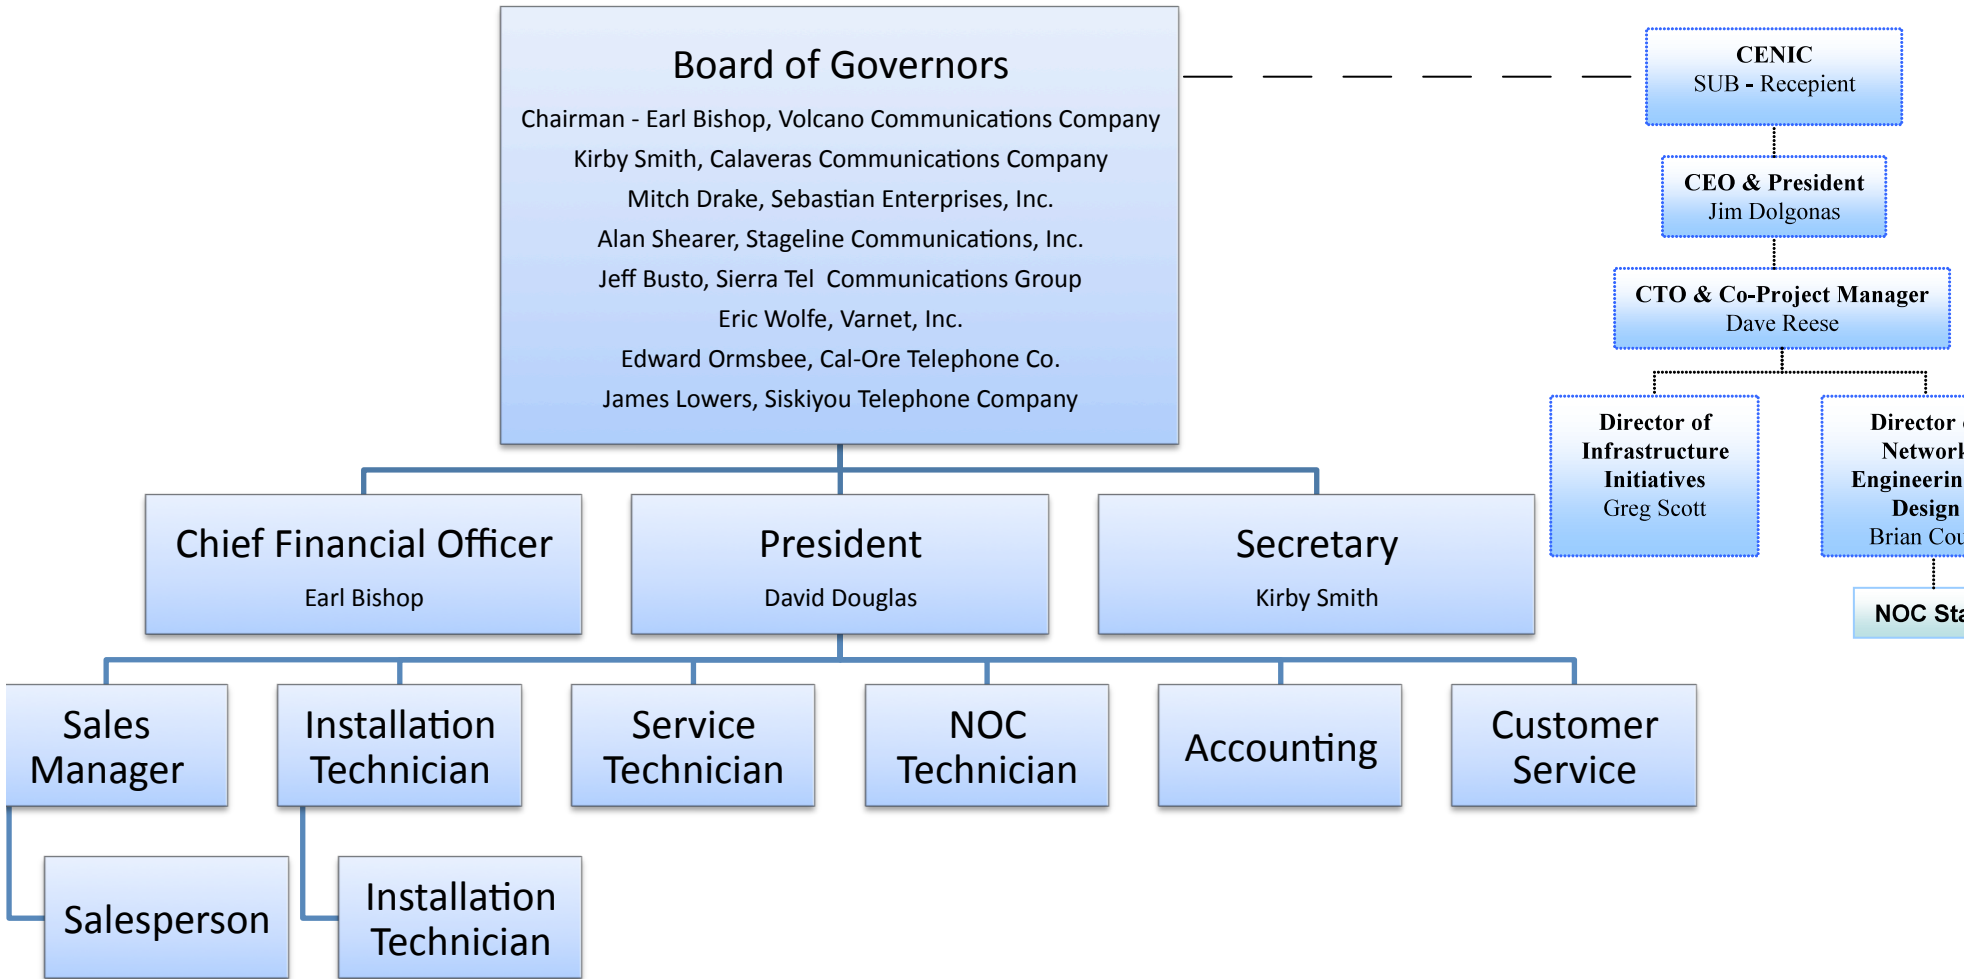 Board of Governors
Chairman - Earl Bishop, Volcano Communications Company
Kirby Smith, Calaveras Communications Company
Mitch Drake, Sebastian Enterprises, Inc.
Alan Shearer, Stageline Communications, Inc.
Jeff Busto, Sierra Tel  Communications Group
Eric Wolfe, Varnet, Inc.
Edward Ormsbee, Cal-Ore Telephone Co.
James Lowers, Siskiyou Telephone Company
CENIC
SUB - Recepient
CEO & President
Jim Dolgonas
CTO & Co-Project Manager
Dave Reese
Director of
Infrastructure
Initiatives
Greg Scott
Director
Network
Design
Brian
NOC
Chief Financial Officer
Earl Bishop
President
David Douglas
Secretary
Kirby Smith
Sales
Manager
Installation
Technician
Service
Technician
NOC
Technician
Accounting
Customer
Service
Salesperson
Installation
Technician